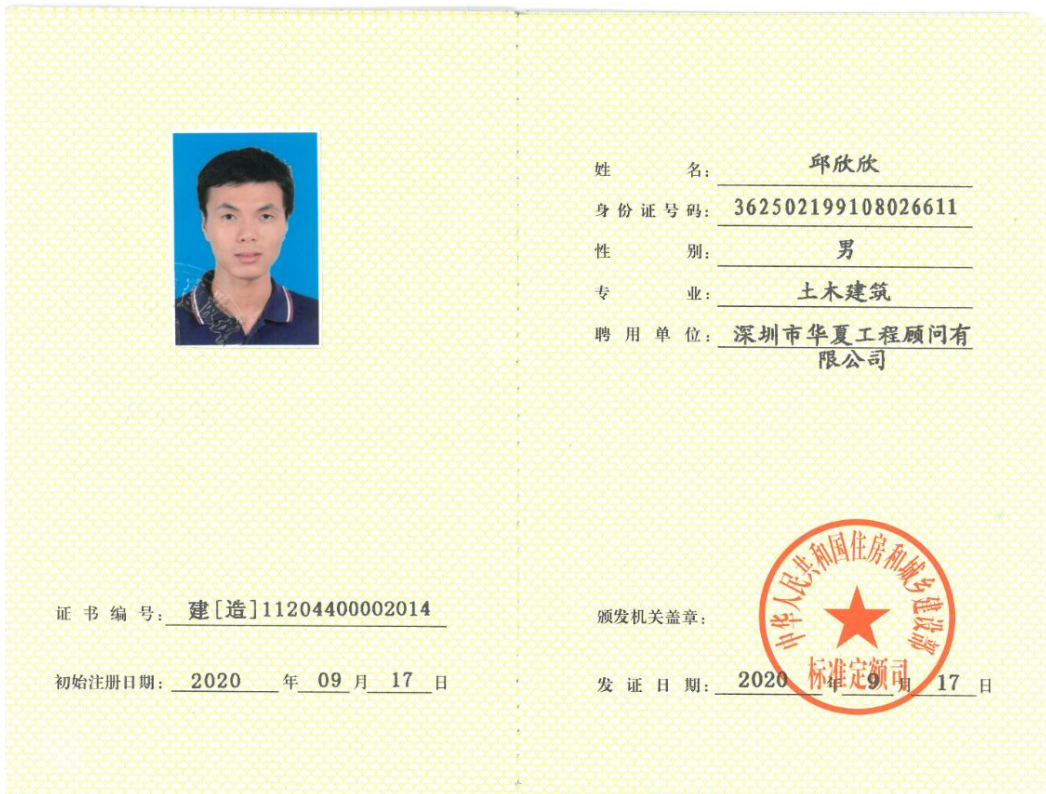 姓名：邱欣欣
身份证号码：362502199108026611
性别：男
专业：土木建筑
聘用单位：深圳市华夏工程顾问有
限公司
证书编号：建[造]11204400002014
初始注册日期：2020年09月17日
颁发机关盖章：
中华人民共和国住房和城乡建设部
标准定额司
发证日期：2020年9月17日